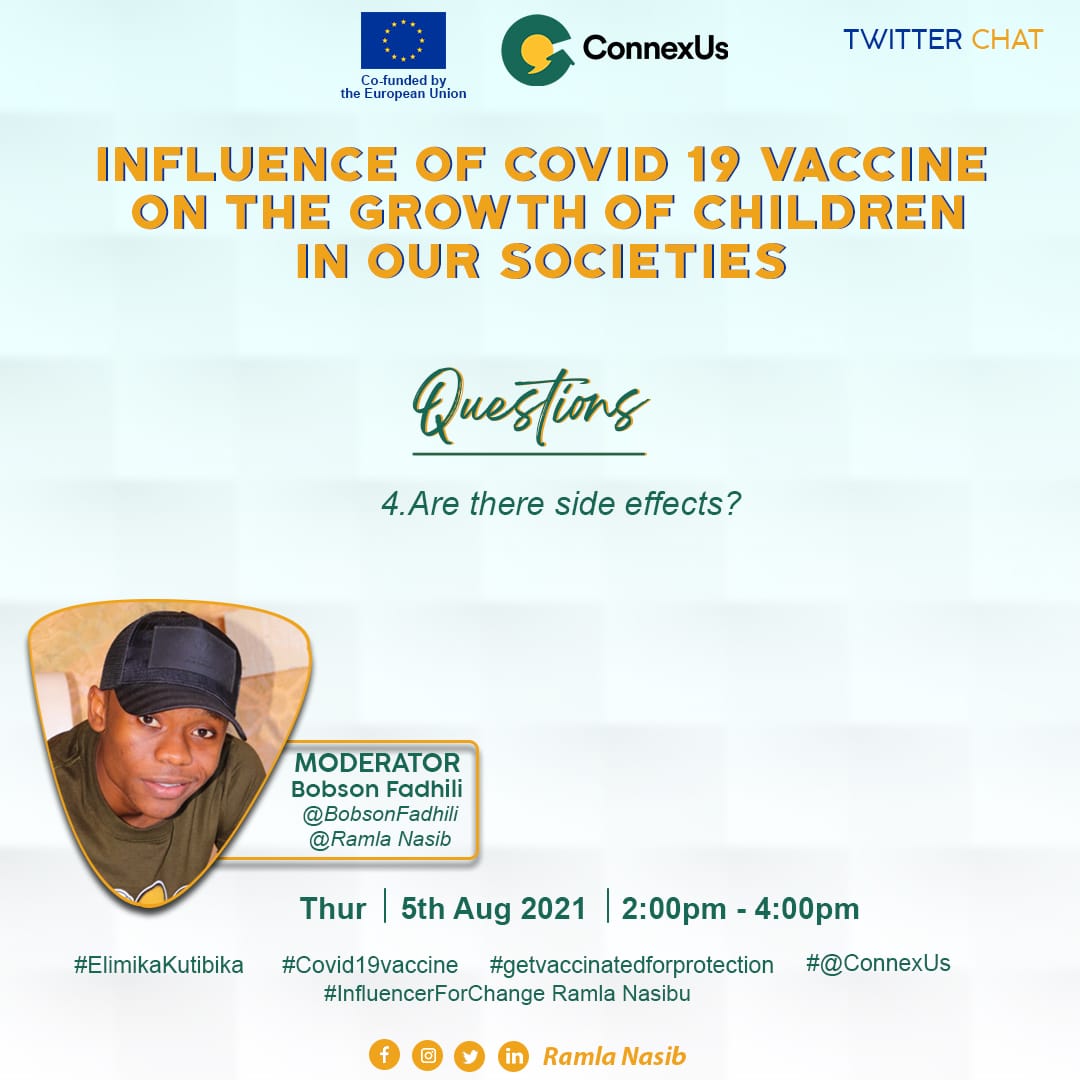 Co-funded by
the European Union
ConnexUs
TWITTER CHAT
INFLUENCE OF COVID 19 VACCINE
ON THE GROWTH OF CHILDREN
IN OUR SOCIETIES
Questions
4.Are there side effects?
MODERATOR
Bobson Fadhili
@BobsonFadhili
@Ramla Nasib
Thur | 5th Aug 2021 | 2:00pm - 4:00pm
#ElimikaKutibika #Covid19vaccine #getvaccinatedforprotection #@ConnexUs
#InfluencerForChange Ramla Nasibu
Ramla Nasib